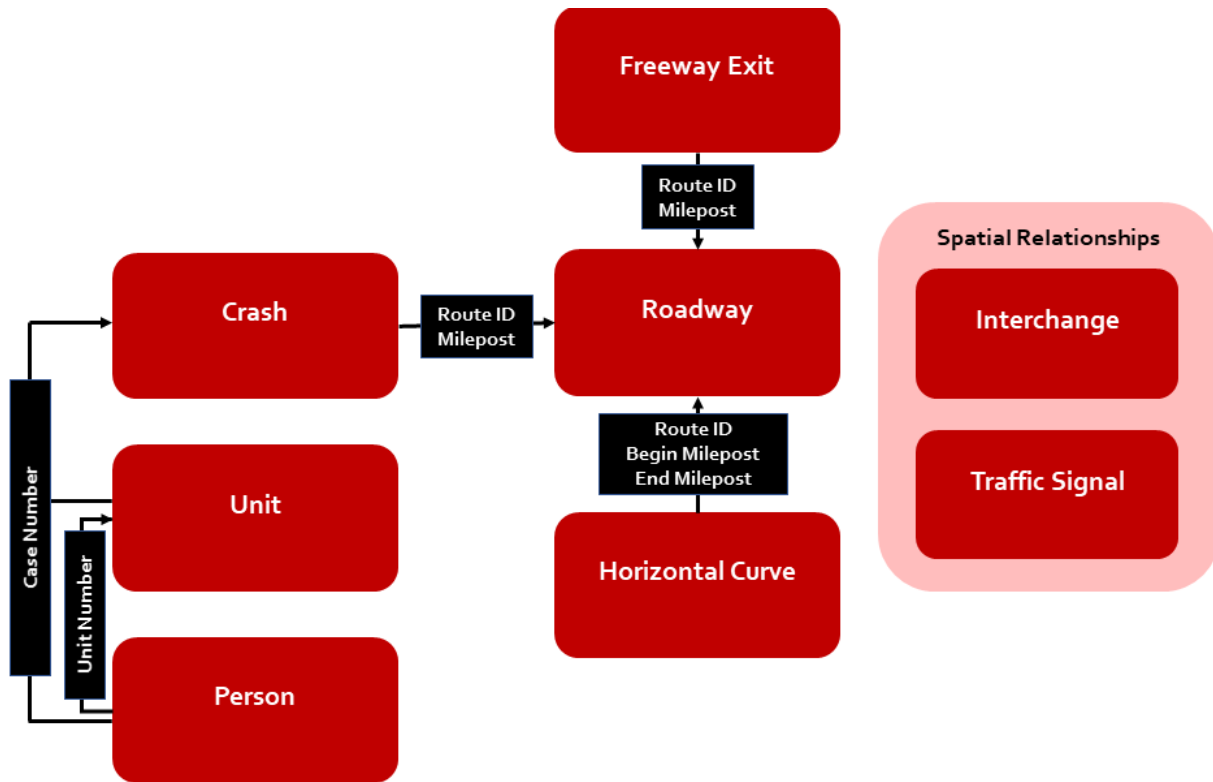 Freeway Exit
Route ID
Milepost
Spatial Relationships
Crash
Route ID
Milepost
Roadway
Interchange
Route ID
Begin Milepost
End Milepost
Case Number
Unit
Unit Number
Traffic Signal
Horizontal Curve
Person